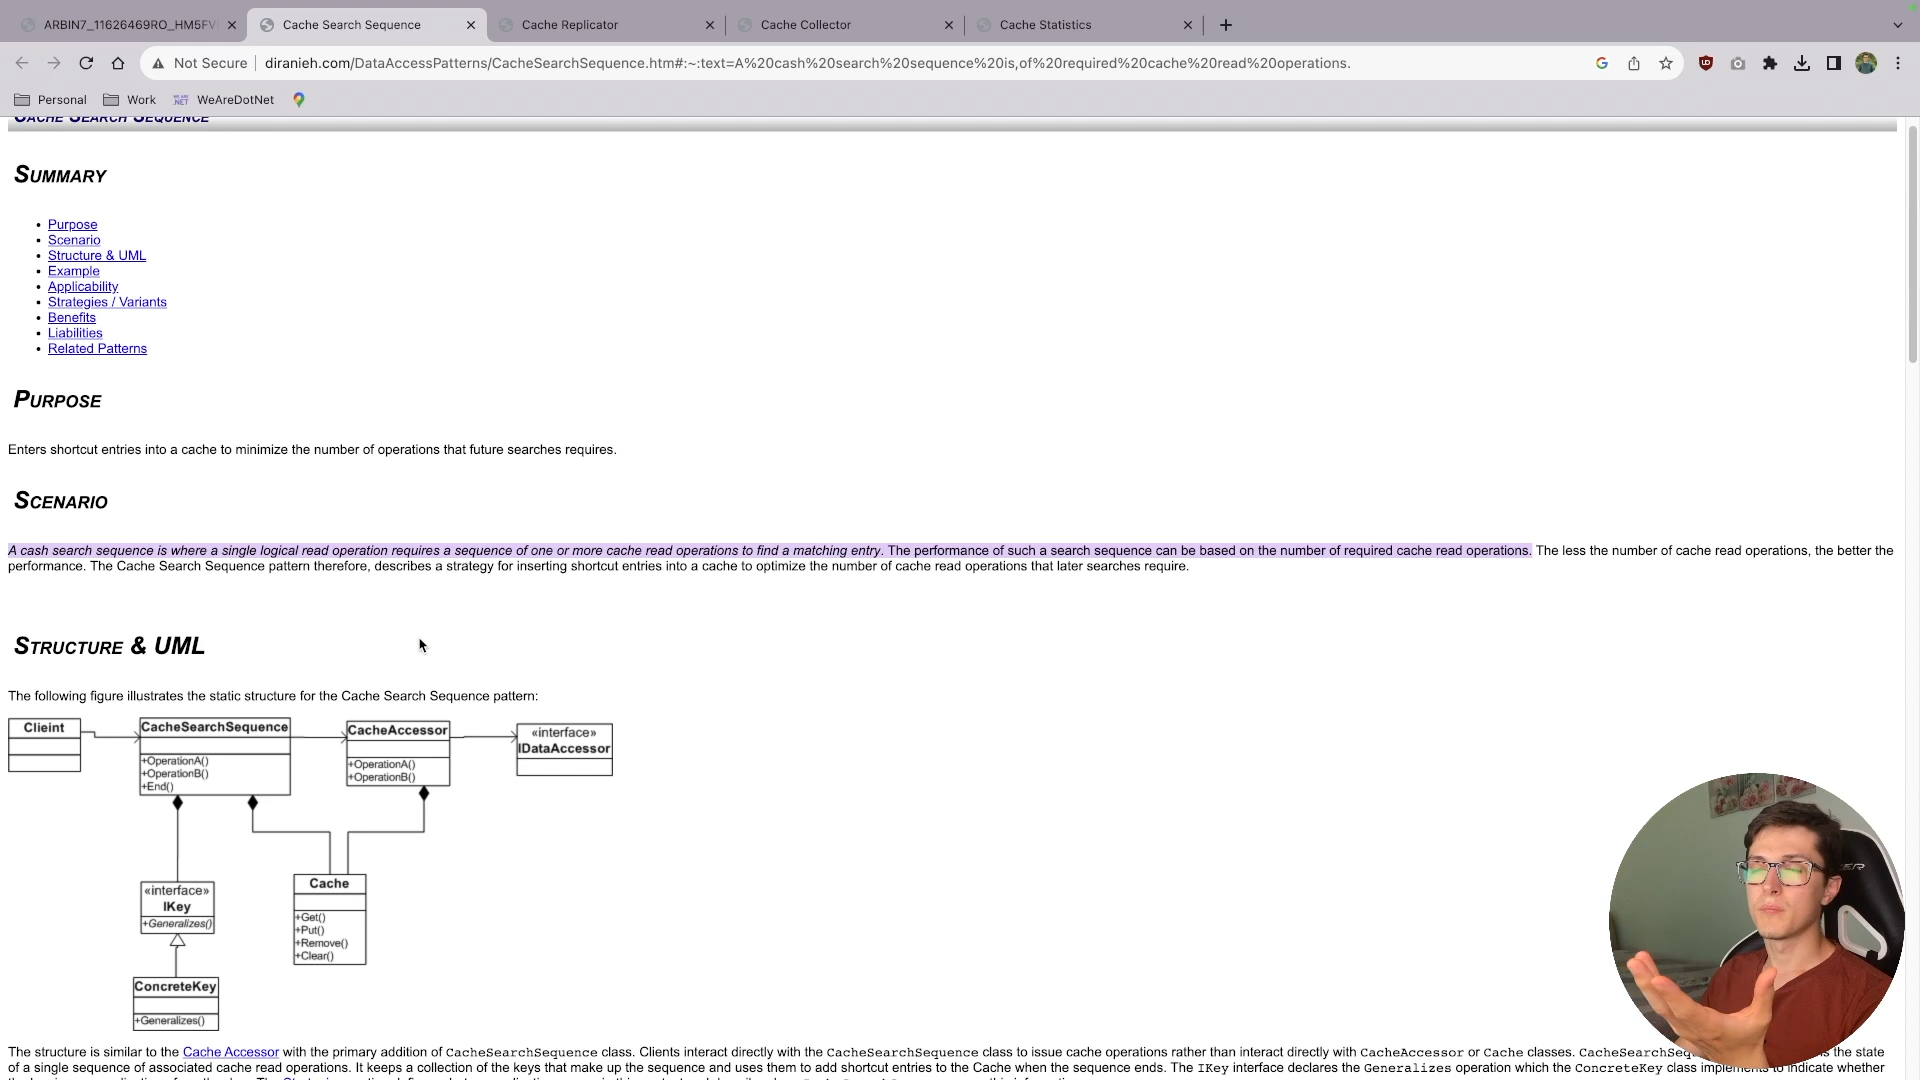 ARBIN7_11626469RO_HM5FV
Cache Search Sequence
Cache Replicator
Cache Collector
Cache Statistics
Not Secure
diranieh.com/DataAccessPatterns/CacheSearchSequence.htm#:~:text=A%20cash%20search%20sequence%20is,of%20required%20cache%20read%20operations.
Personal
Work
WeAreDotNet
Cache Search Sequence
Summary
Purpose
Scenario
Structure & UML
Example
Applicability
Strategies / Variants
Benefits
Liabilities
Related Patterns
Purpose
Enters shortcut entries into a cache to minimize the number of operations that future searches requires.
Scenario
A cash search sequence is where a single logical read operation requires a sequence of one or more cache read operations to find a matching entry. The performance of such a search sequence can be based on the number of required cache read operations. The less the number of cache read operations, the better the
performance. The Cache Search Sequence pattern therefore, describes a strategy for inserting shortcut entries into a cache to optimize the number of cache read operations that later searches require.
Structure & UML
The following figure illustrates the static structure for the Cache Search Sequence pattern:
Clieint
CacheSearchSequence
+OperationA()
+OperationB()
+End()
CacheAccessor
+OperationA()
+OperationB()
«interface»
IDataAccessor
«interface»
IKey
+Generalizes()
Cache
+Get()
+Put()
+Remove()
+Clear()
ConcreteKey
+Generalizes()
The structure is similar to the Cache Accessor with the primary addition of CacheSearchSequence class. Clients interact directly with the CacheSearchSequence class to issue cache operations rather than interact directly with CacheAccessor or Cache classes. the state
of a single sequence of associated cache read operations. It keeps a collection of the keys that make up the sequence and uses them to add shortcut entries to the Cache when the sequence ends. The IKey interface declares the Generalizes operation which the ConcreteKey class implements to indicate whether